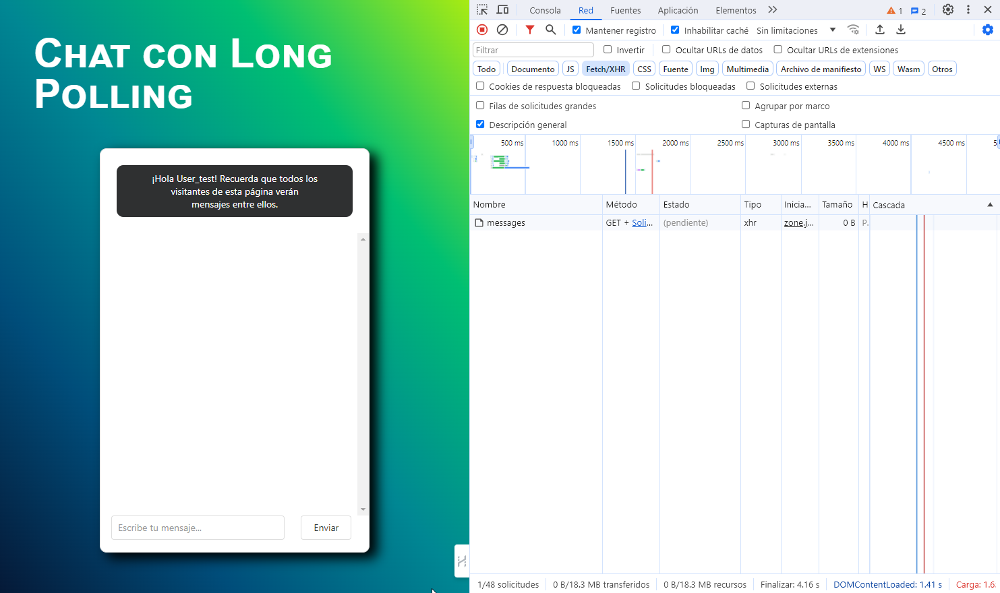 Chat con Long
Polling
¡Hola User_test! Recuerda que todos los
visitantes de esta página verán
mensajes entre ellos.
Escribe tu mensaje...
Enviar
Consola Red Fuentes Aplicación Elementos 1 2
Mantener registro Inhabilitar caché Sin limitaciones
Filtrar Invertir Ocultar URLs de datos Ocultar URLs de extensiones
Todo Documento JS Fetch/XHR CSS Fuente Img Multimedia Archivo de manifiesto WS Wasm Otros
Cookies de respuesta bloqueadas Solicitudes bloqueadas Solicitudes externas
Filas de solicitudes grandes Agrupar por marco
Descripción general Capturas de pantalla
500 ms 1000 ms 1500 ms 2000 ms 2500 ms 3000 ms 3500 ms 4000 ms 4500 ms 5
Nombre Método Estado Tipo Inicia... Tamaño H Cascada
messages GET + Soli... (pendiente) xhr zone.j... 0 B P.
1/48 solicitudes 0 B/18.3 MB transferidos 0 B/18.3 MB recursos Finalizar: 4.16 s DOMContentLoaded: 1.41 s Carga: 1.6